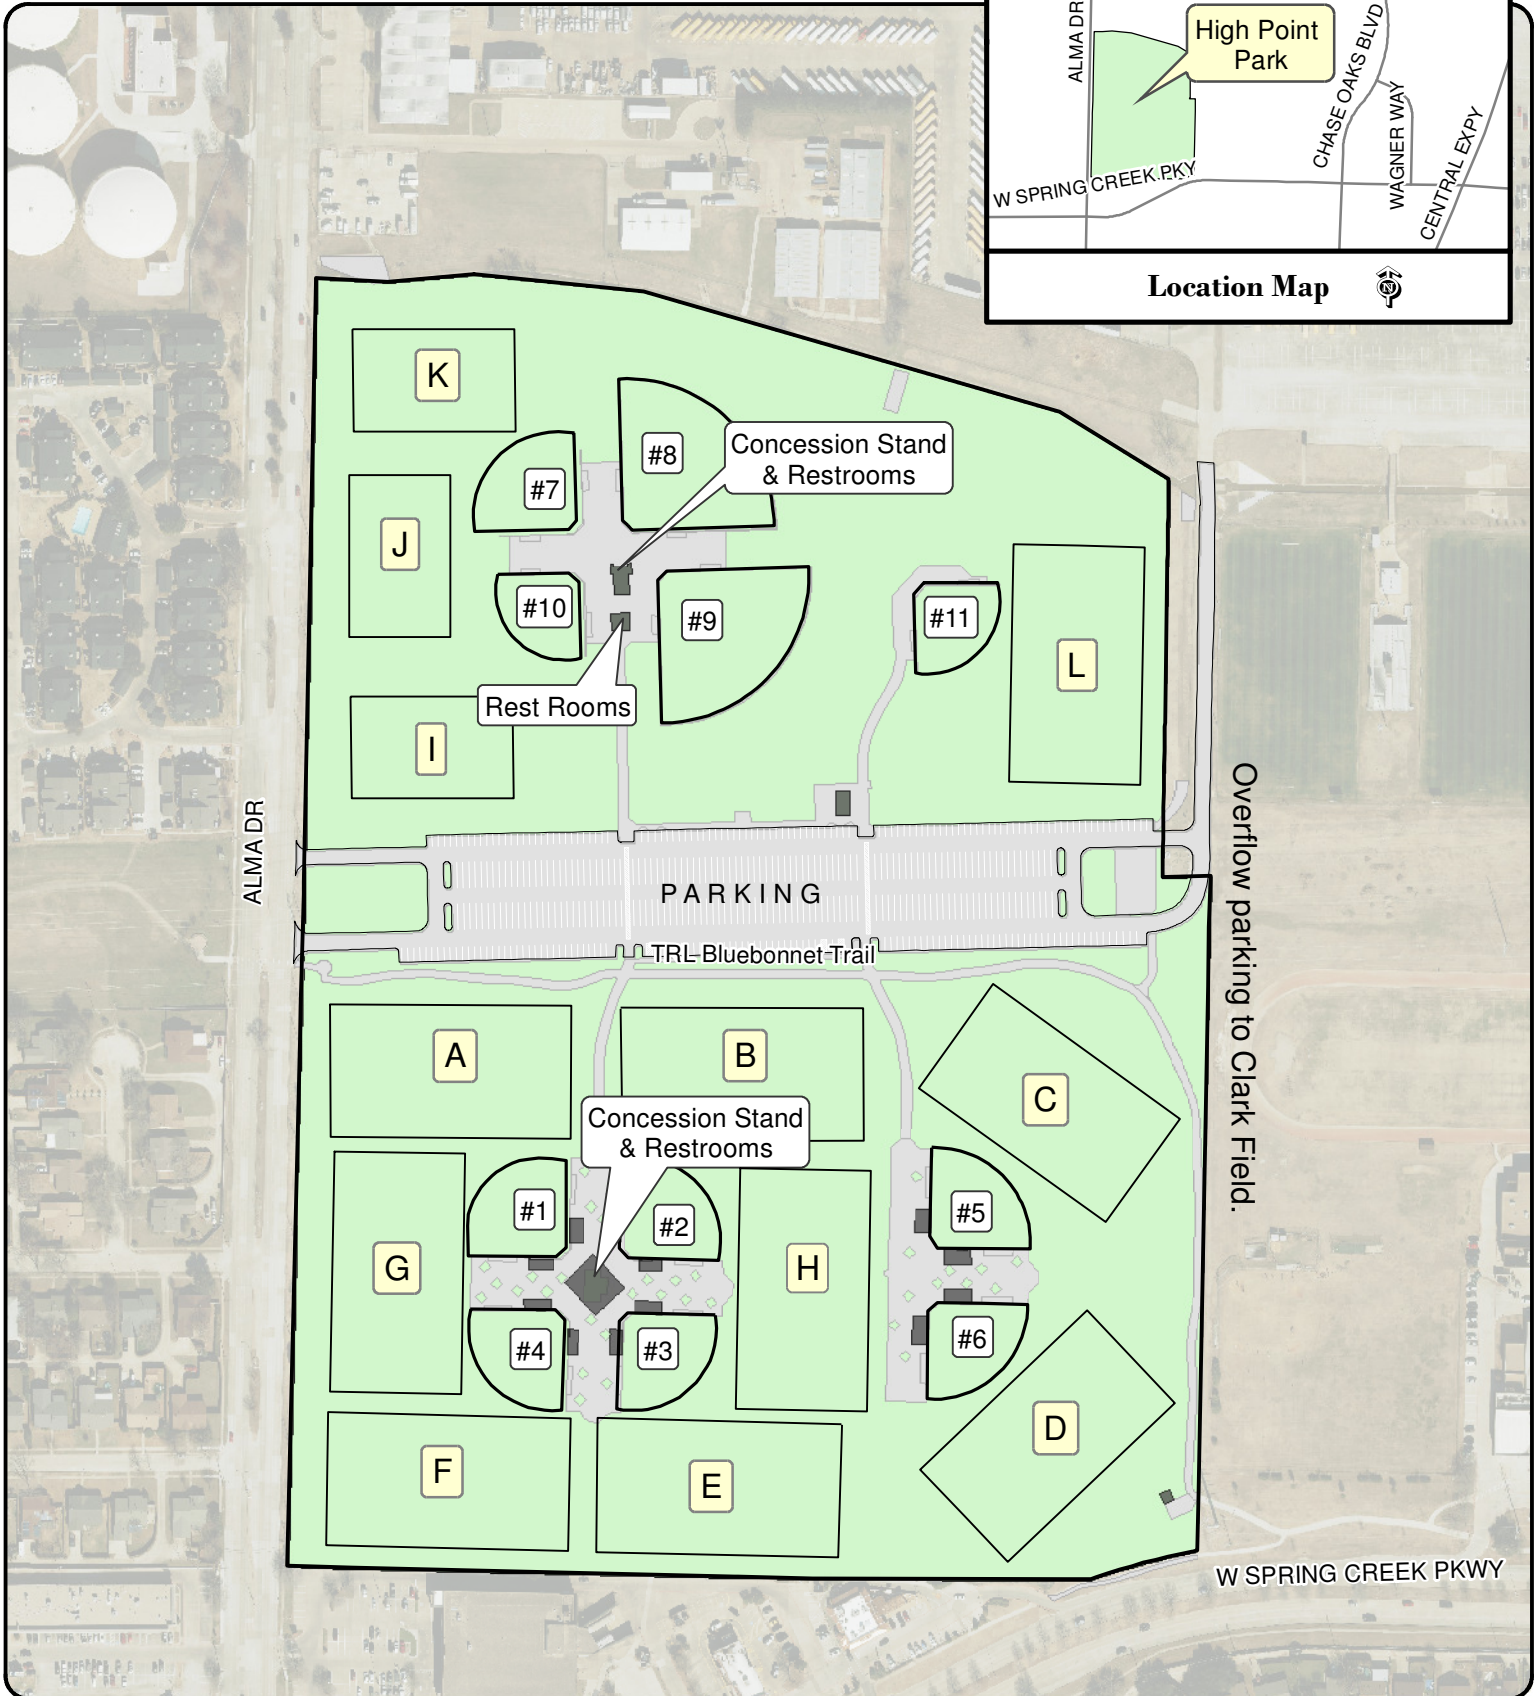 High Point
Park
ALMA DR
CHASE OAKS BLVD
WAGNER WAY
CENTRAL EXPY
W SPRING CREEK PKY
Location Map
N
K
#8
Concession Stand
& Restrooms
#7
J
#10
#9
#11
L
Rest Rooms
I
ALMA DR
PARKING
Overflow parking to Clark Field.
TRL Bluebonnet Trail
A
B
C
Concession Stand
& Restrooms
#1
#2
#5
G
H
#4
#3
#6
F
E
D
W SPRING CREEK PKWY